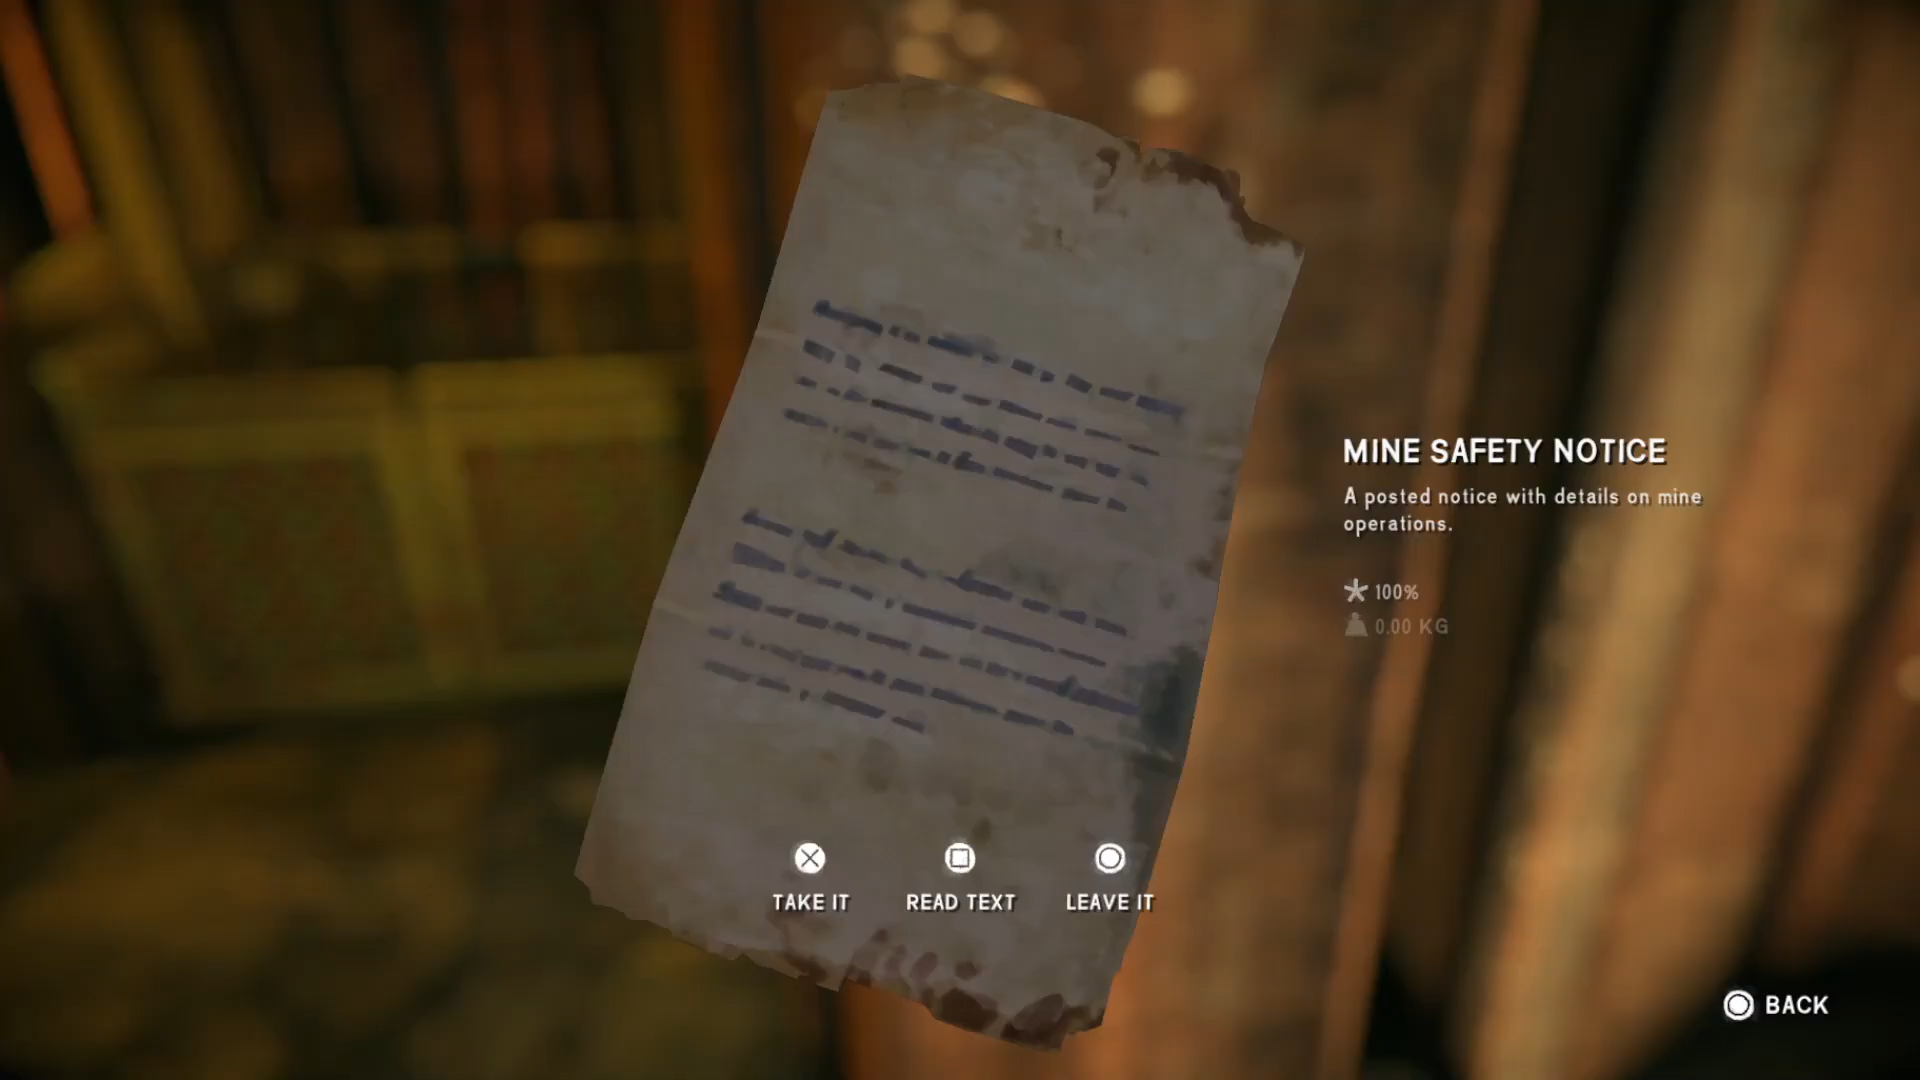 MINE SAFETY NOTICE
A posted notice with details on mine
operations.
100%
0.00 KG
TAKE IT
READ TEXT
LEAVE IT
BACK